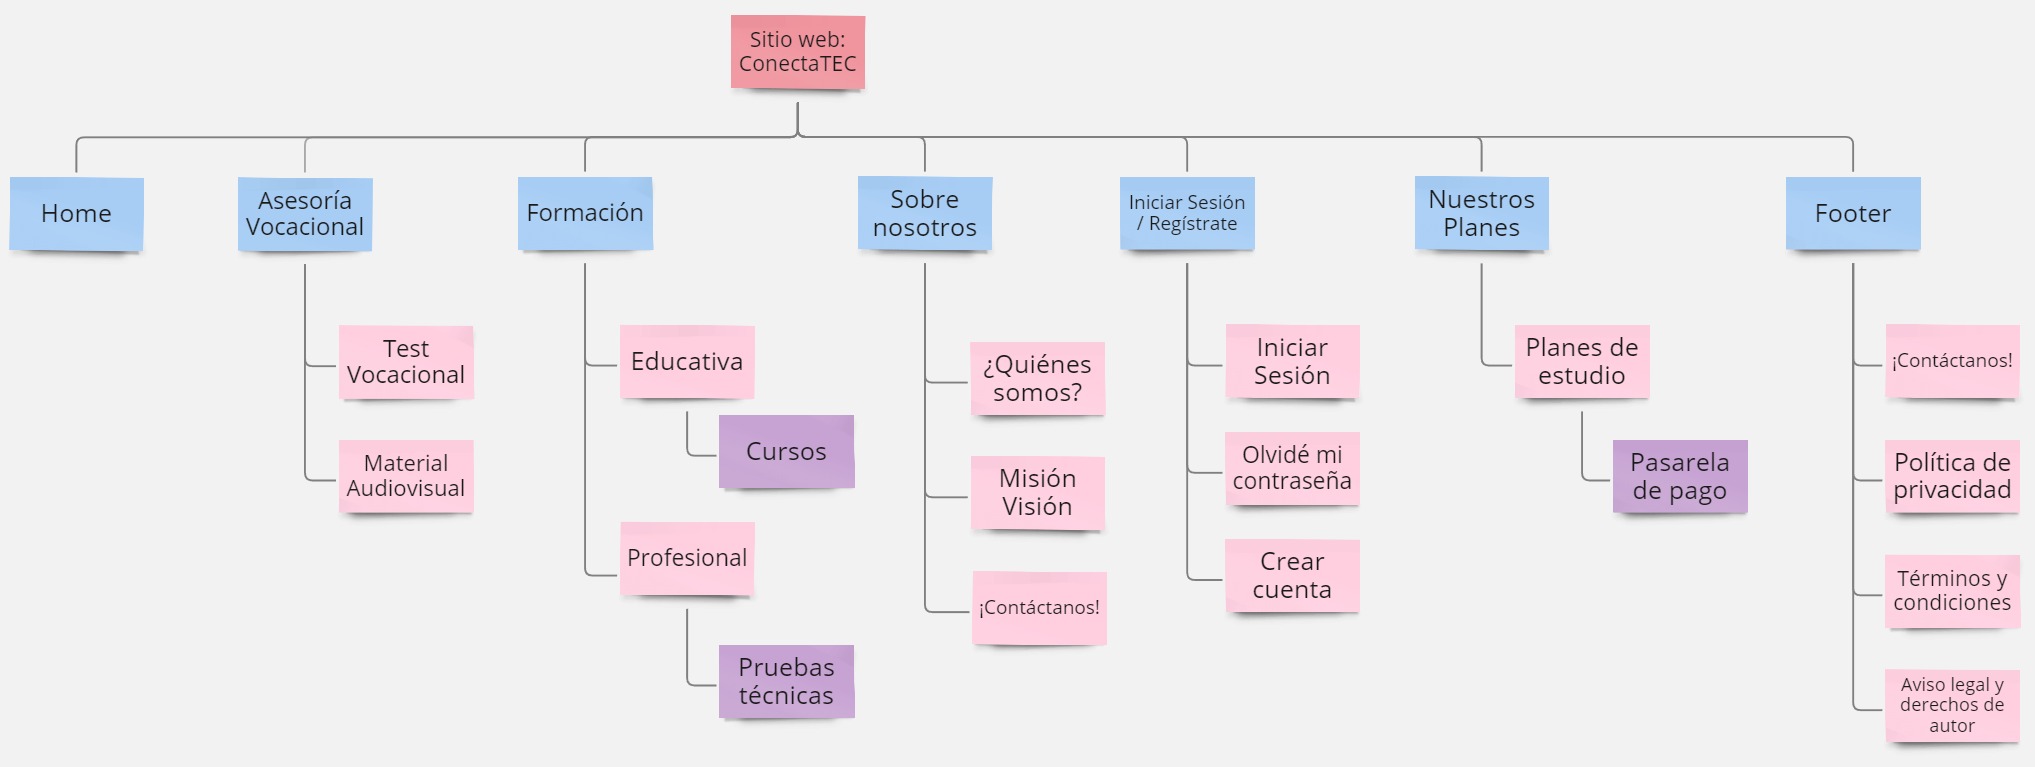 Sitio web:
ConectaTEC
Home
Asesoría
Vocacional
Formación
Sobre
nosotros
Iniciar Sesión
/ Regístrate
Nuestros
Planes
Footer
Test
Vocacional
Material
Audiovisual
Educativa
Cursos
Profesional
Pruebas
técnicas
¿Quiénes
somos?
Misión
Visión
¡Contáctanos!
Iniciar
Sesión
Olvidé mi
contraseña
Crear
cuenta
Planes de
estudio
Pasarela
de pago
¡Contáctanos!
Política de
privacidad
Términos y
condiciones
Aviso legal y
derechos de
autor